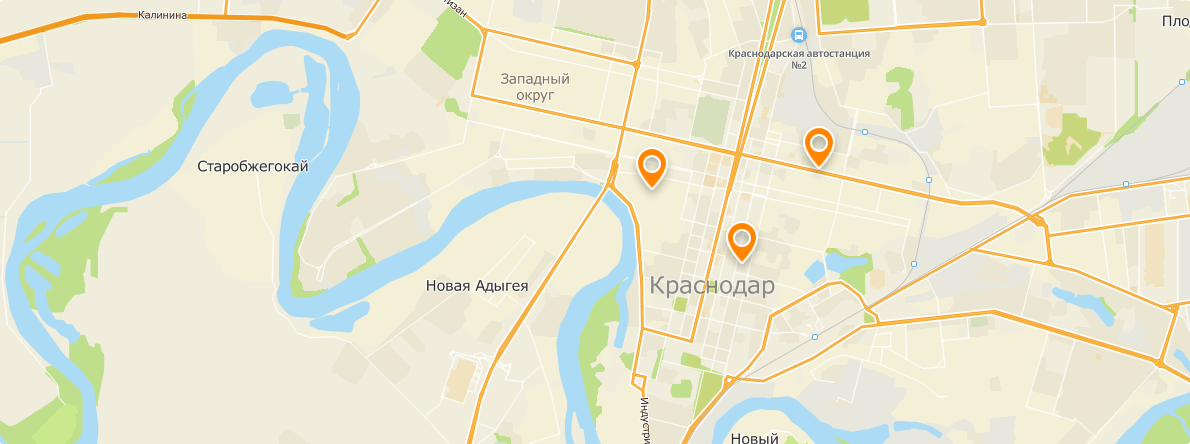 Калинина
Пло
Краснодарская автостанция
№2
Западный
округ
Старобжегокай
Новая Адыгея
Краснодар
Индустри
Новый